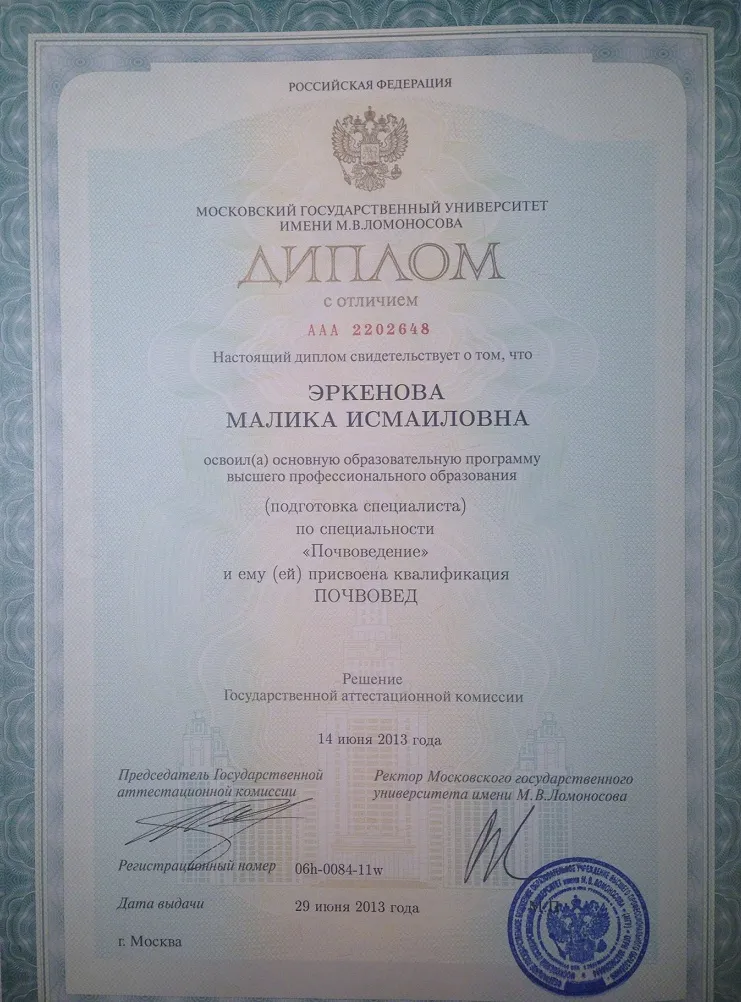 РОССИЙСКАЯ ФЕДЕРАЦИЯ
МОСКОВСКИЙ ГОСУДАРСТВЕННЫЙ УНИВЕРСИТЕТ
ИМЕНИ М.В.ЛОМОНОСОВА
ДИПЛОМ
с отличием
ААА 2202648
Настоящий диплом свидетельствует о том, что
ЭРКЕНОВА
МАЛИКА ИСМАИЛОВНА
освоил(а) основную образовательную программу
высшего профессионального образования
(подготовка специалиста)
по специальности
«Почвоведение»
и ему (ей) присвоена квалификация
ПОЧВОВЕД
Решение
Государственной аттестационной комиссии
14 июня 2013 года
Председатель Государственной
аттестационной комиссии
Ректор Московского государственного
университета имени М.В.Ломоносова
Регистрационный номер 06h-0084-11w
Дата выдачи 29 июня 2013 года
М.П.
г. Москва